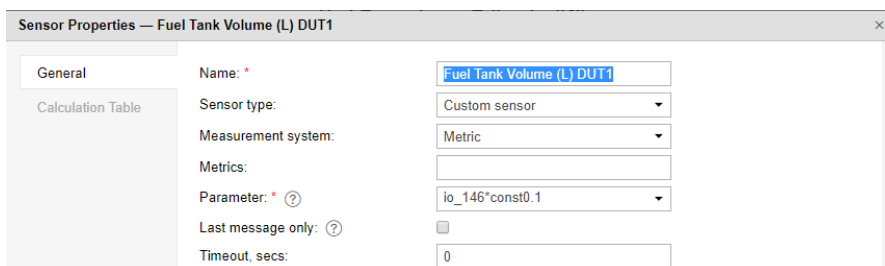 Sensor Properties — Fuel Tank Volume (L) DUT1 ×
General
Calculation Table
Name: * Fuel Tank Volume (L) DUT1
Sensor type: Custom sensor
Measurement system: Metric
Metrics:
Parameter: * ? io_146*const0.1
Last message only: ?
Timeout, secs: 0